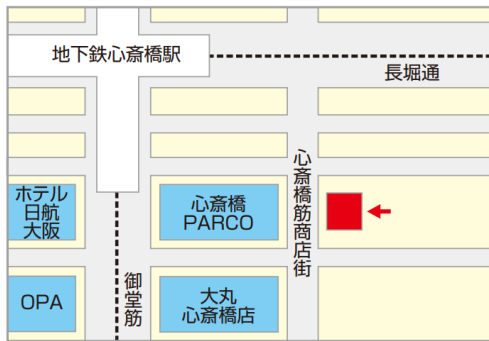 地下鉄心斎橋駅
長堀通
ホテル
日航
大阪
心斎橋
PARCO
心斎橋筋商店街
OPA
御堂筋
大丸
心斎橋店